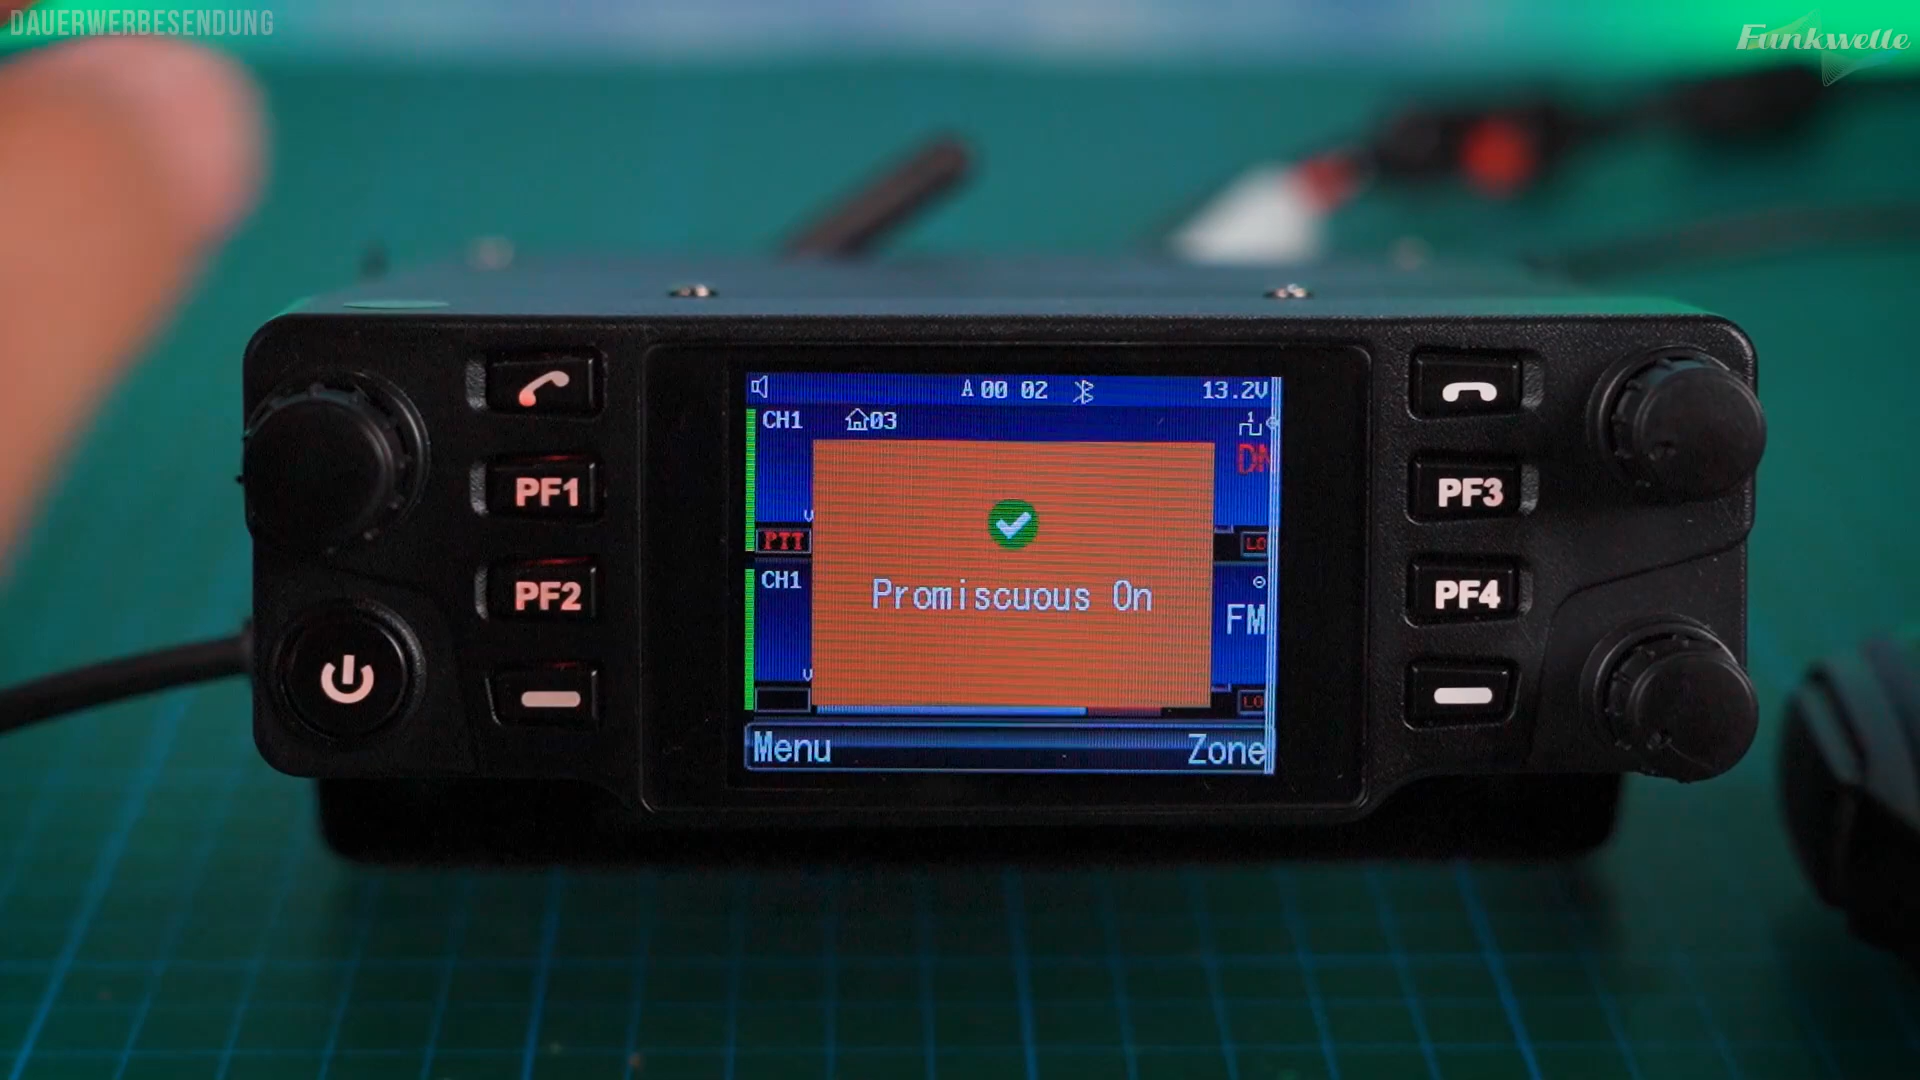 DAUERWERBESENDUNG
Funkwelle
A 00 02
13.2V
CH1
03
1
PTT
CH1
FM
Promiscuous On
Menu
Zone
PF1
PF2
PF3
PF4